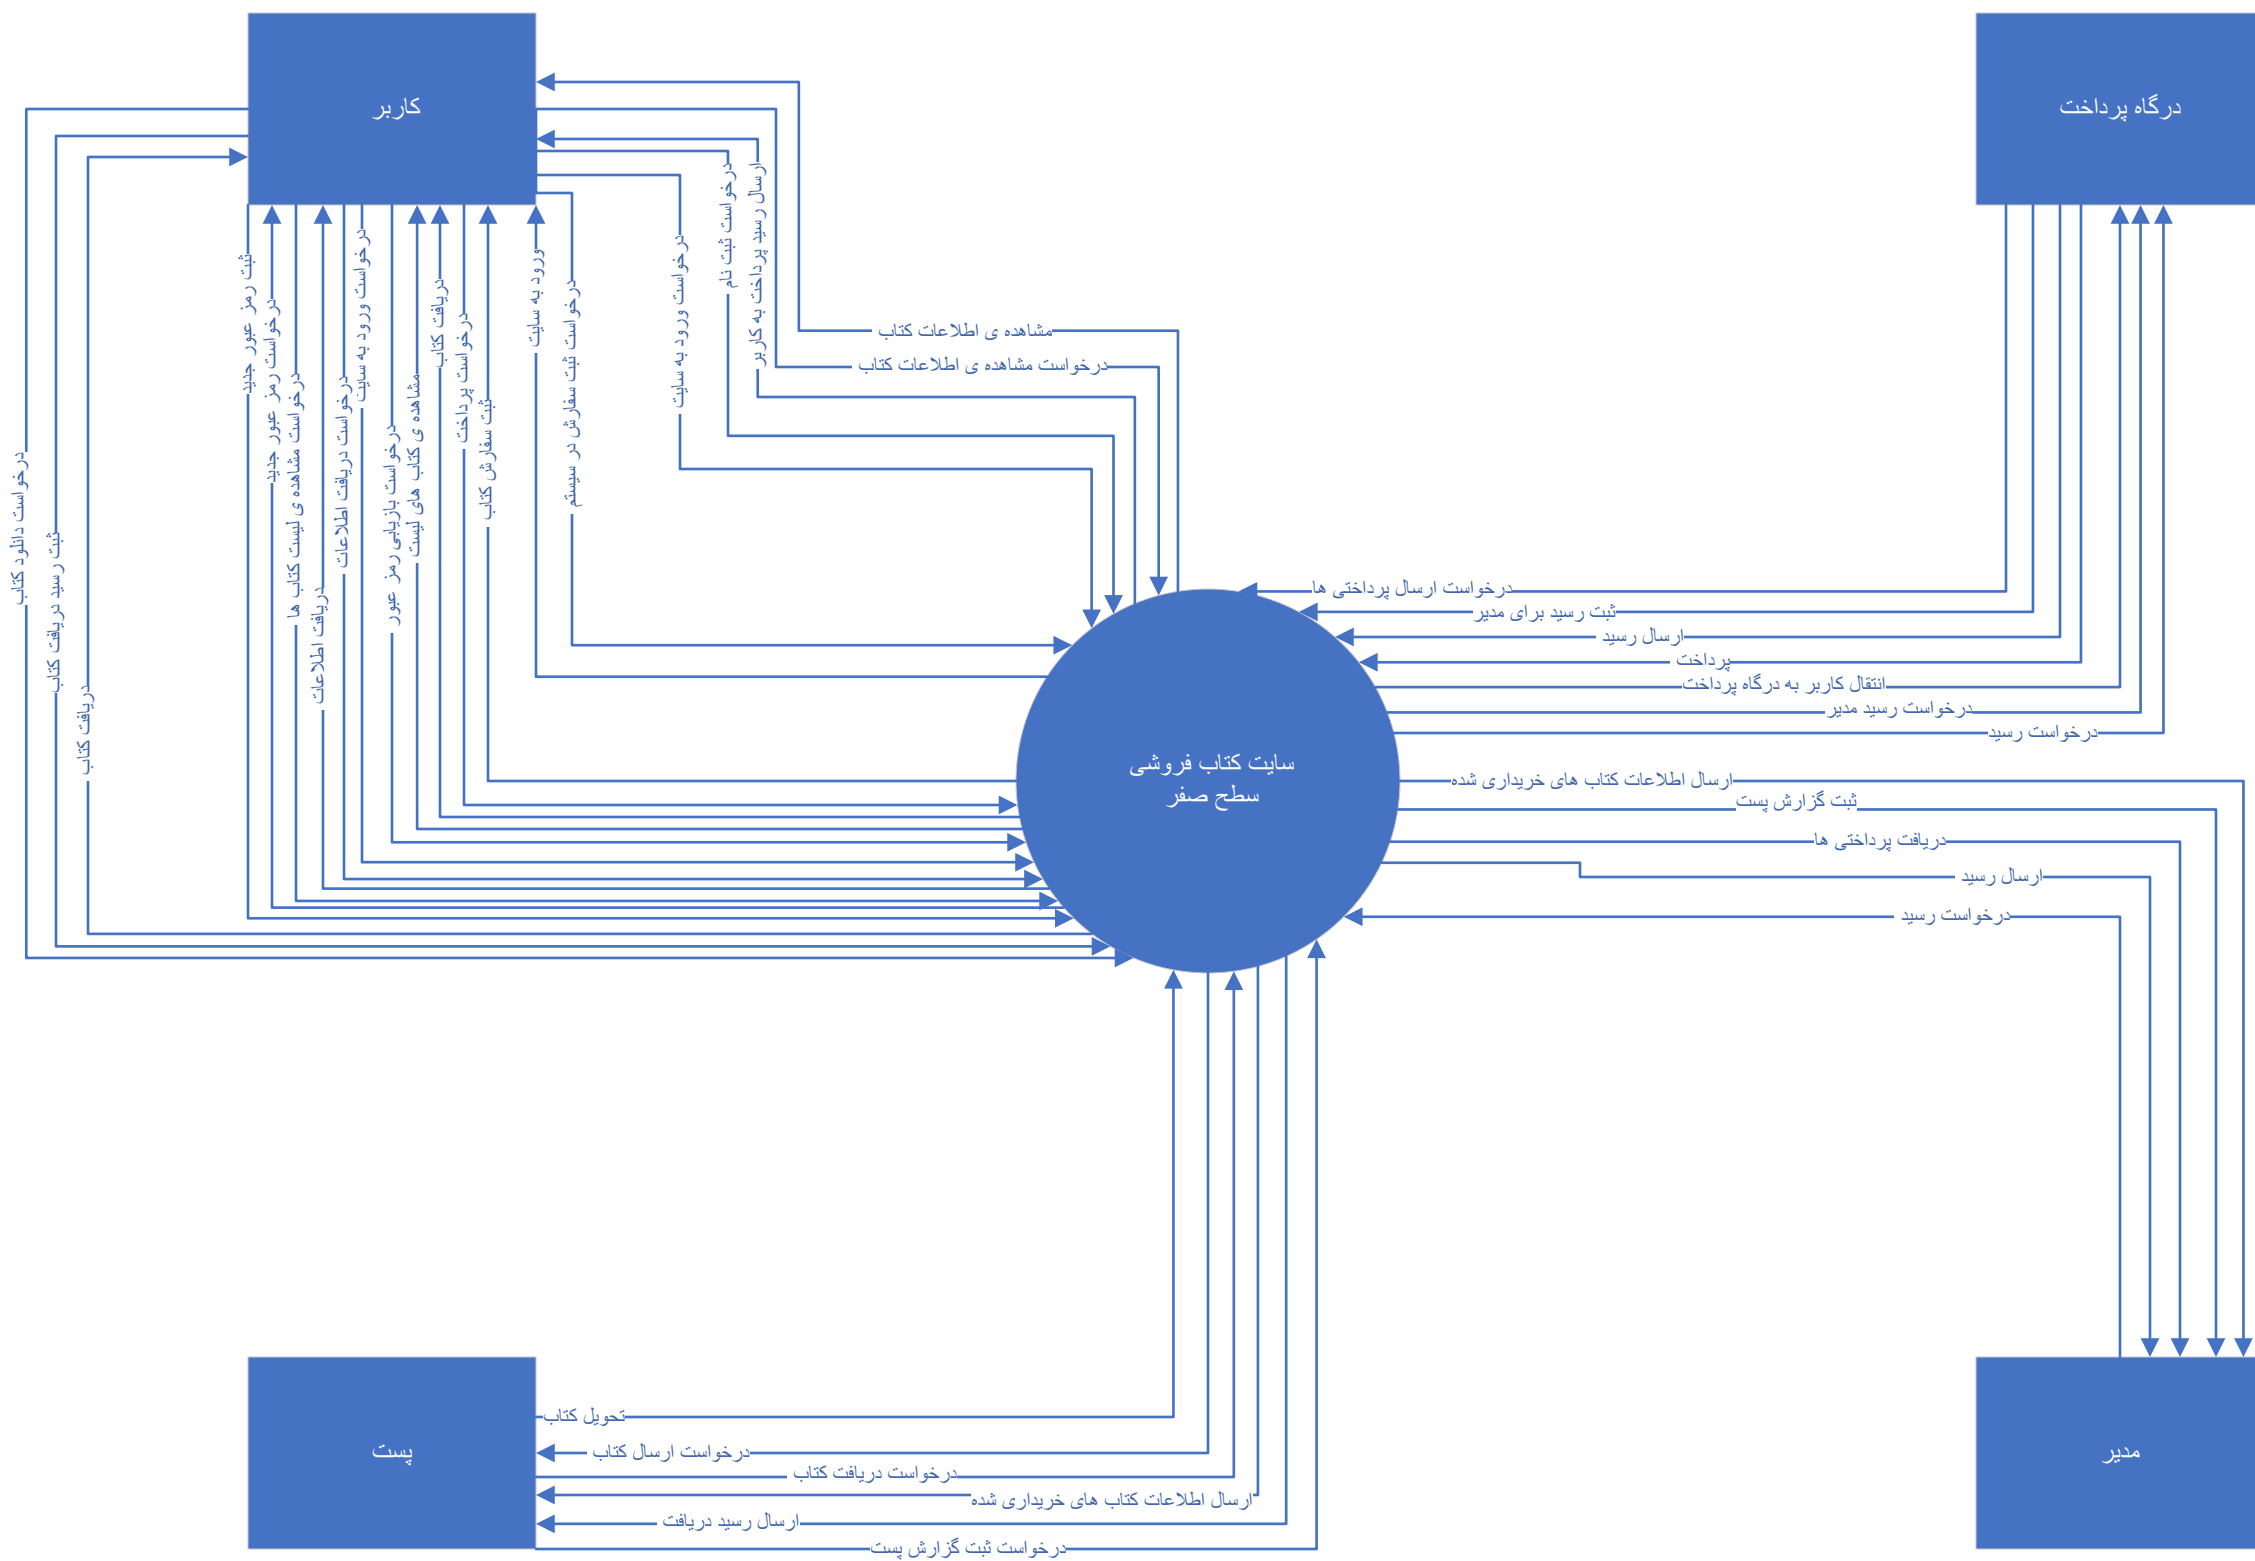 کاربر
درگاه پرداخت
سایت کتاب فروشی
سطح صفر
پست
مدیر
مشاهده ی اطلاعات کتاب
درخواست مشاهده ی اطلاعات کتاب
ارسال رسید پرداخت به کاربر
درخواست ثبت نام
درخواست ورود به سایت
درخواست ثبت سفارش در سیستم
ورود به سایت
ثبت سفارش کتاب
درخواست پرداخت
دریافت کتاب
مشاهده ی کتاب های لیست
درخواست بازیابی رمز عبور
درخواست ورود به سایت
درخواست دریافت اطلاعات
دریافت اطلاعات
درخواست مشاهده ی لیست کتاب ها
درخواست رمز عبور جدید
ثبت رمز عبور جدید
دریافت کتاب
ثبت رسید دریافت کتاب
درخواست دانلود کتاب
درخواست ارسال پرداختی ها
ثبت رسید برای مدیر
ارسال رسید
پرداخت
انتقال کاربر به درگاه پرداخت
درخواست رسید مدیر
درخواست رسید
ارسال اطلاعات کتاب های خریداری شده
ثبت گزارش پست
دریافت پرداختی ها
ارسال رسید
درخواست رسید
تحویل کتاب
درخواست ارسال کتاب
درخواست دریافت کتاب
ارسال اطلاعات کتاب های خریداری شده
ارسال رسید دریافت
درخواست ثبت گزارش پست